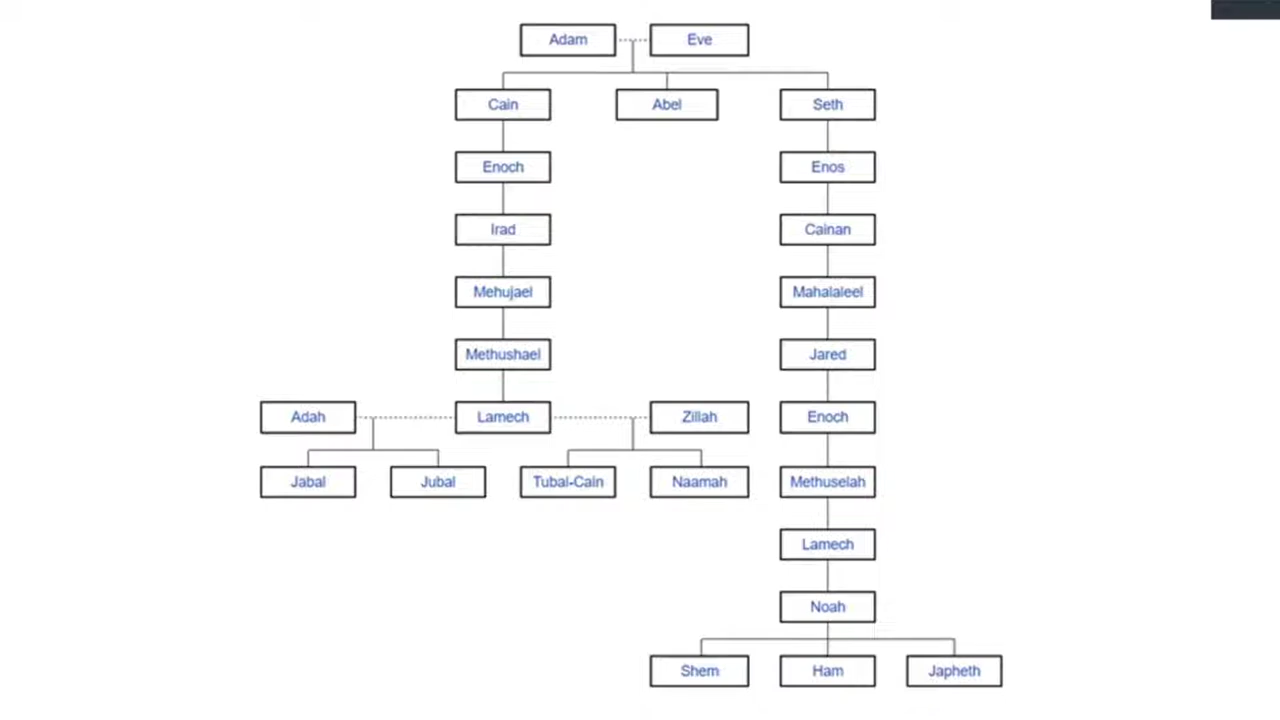 Adam
Eve
Cain
Abel
Seth
Enoch
Enos
Irad
Cainan
Mehujael
Mahalaleel
Methushael
Jared
Adah
Lamech
Zillah
Enoch
Jabal
Jubal
Tubal-Cain
Naamah
Methuselah
Lamech
Noah
Shem
Ham
Japheth